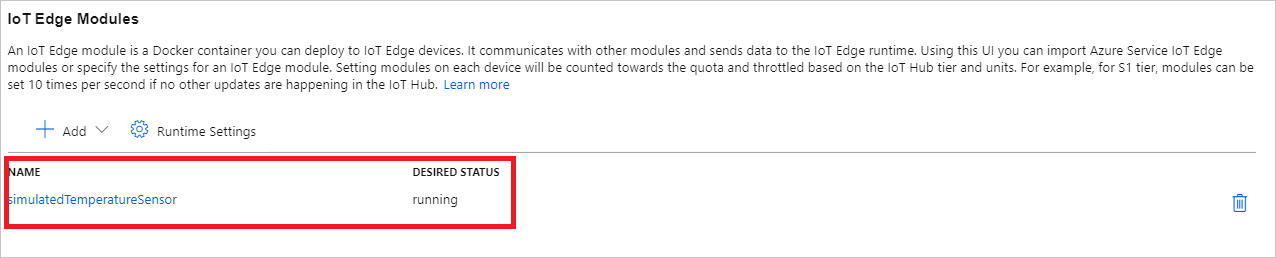 IoT Edge Modules
An IoT Edge module is a Docker container you can deploy to IoT Edge devices. It communicates with other modules and sends data to the IoT Edge runtime. Using this UI you can import Azure Service IoT Edge
modules or specify the settings for an IoT Edge module. Setting modules on each device will be counted towards the quota and throttled based on the IoT Hub tier and units. For example, for S1 tier, modules can be
set 10 times per second if no other updates are happening in the IoT Hub. Learn more
Add Runtime Settings
NAME DESIRED STATUS
simulatedTemperatureSensor running